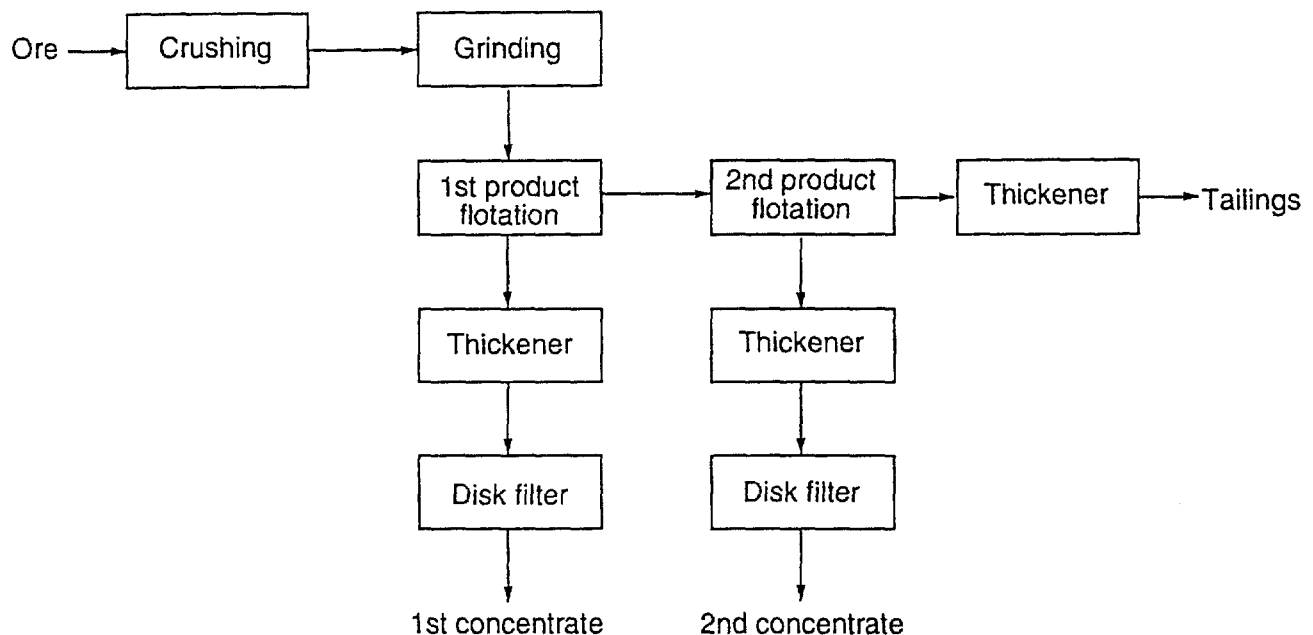 Ore
Crushing
Grinding
1st product
flotation
2nd product
flotation
Thickener
Tailings
Thickener
Thickener
Disk filter
Disk filter
1st concentrate
2nd concentrate